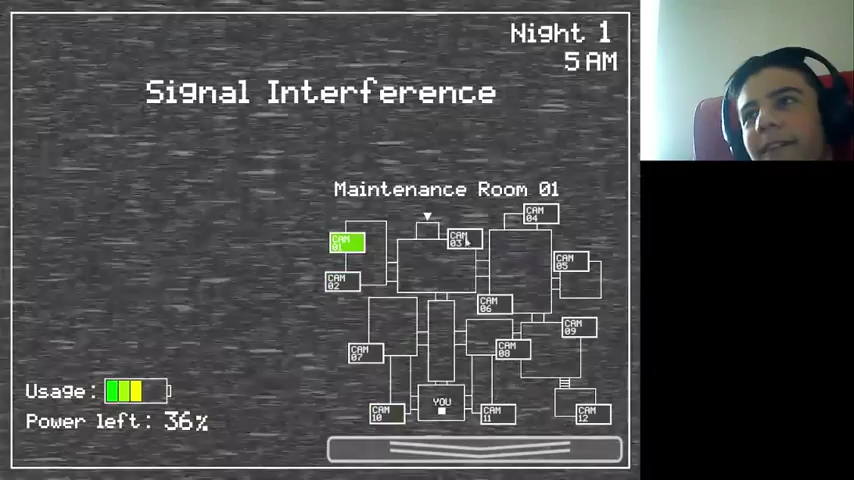 Night 1
5 AM
Signal Interference
Maintenance Room 01
CAM 04
CAM 01
CAM 03
CAM 05
CAM 02
CAM 06
CAM 09
CAM 07
CAM 08
Usage:
YOU
CAM 10
CAM 11
CAM 12
Power left: 36%